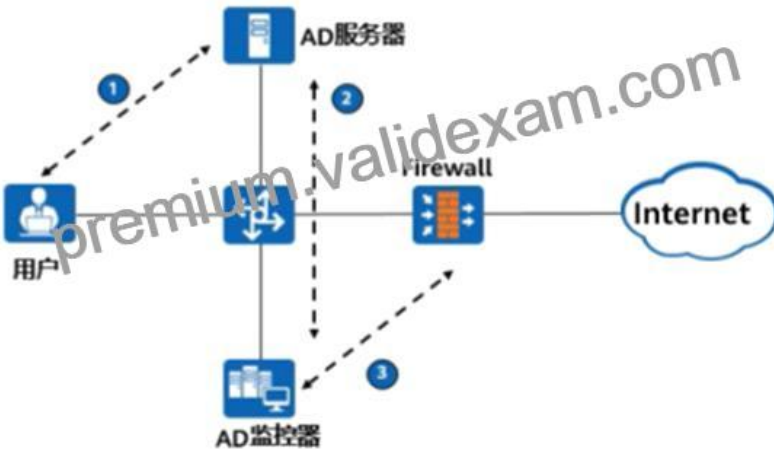 AD服务器
1
2
premium.validexam.com
Firewall
Internet
用户
3
AD监控器